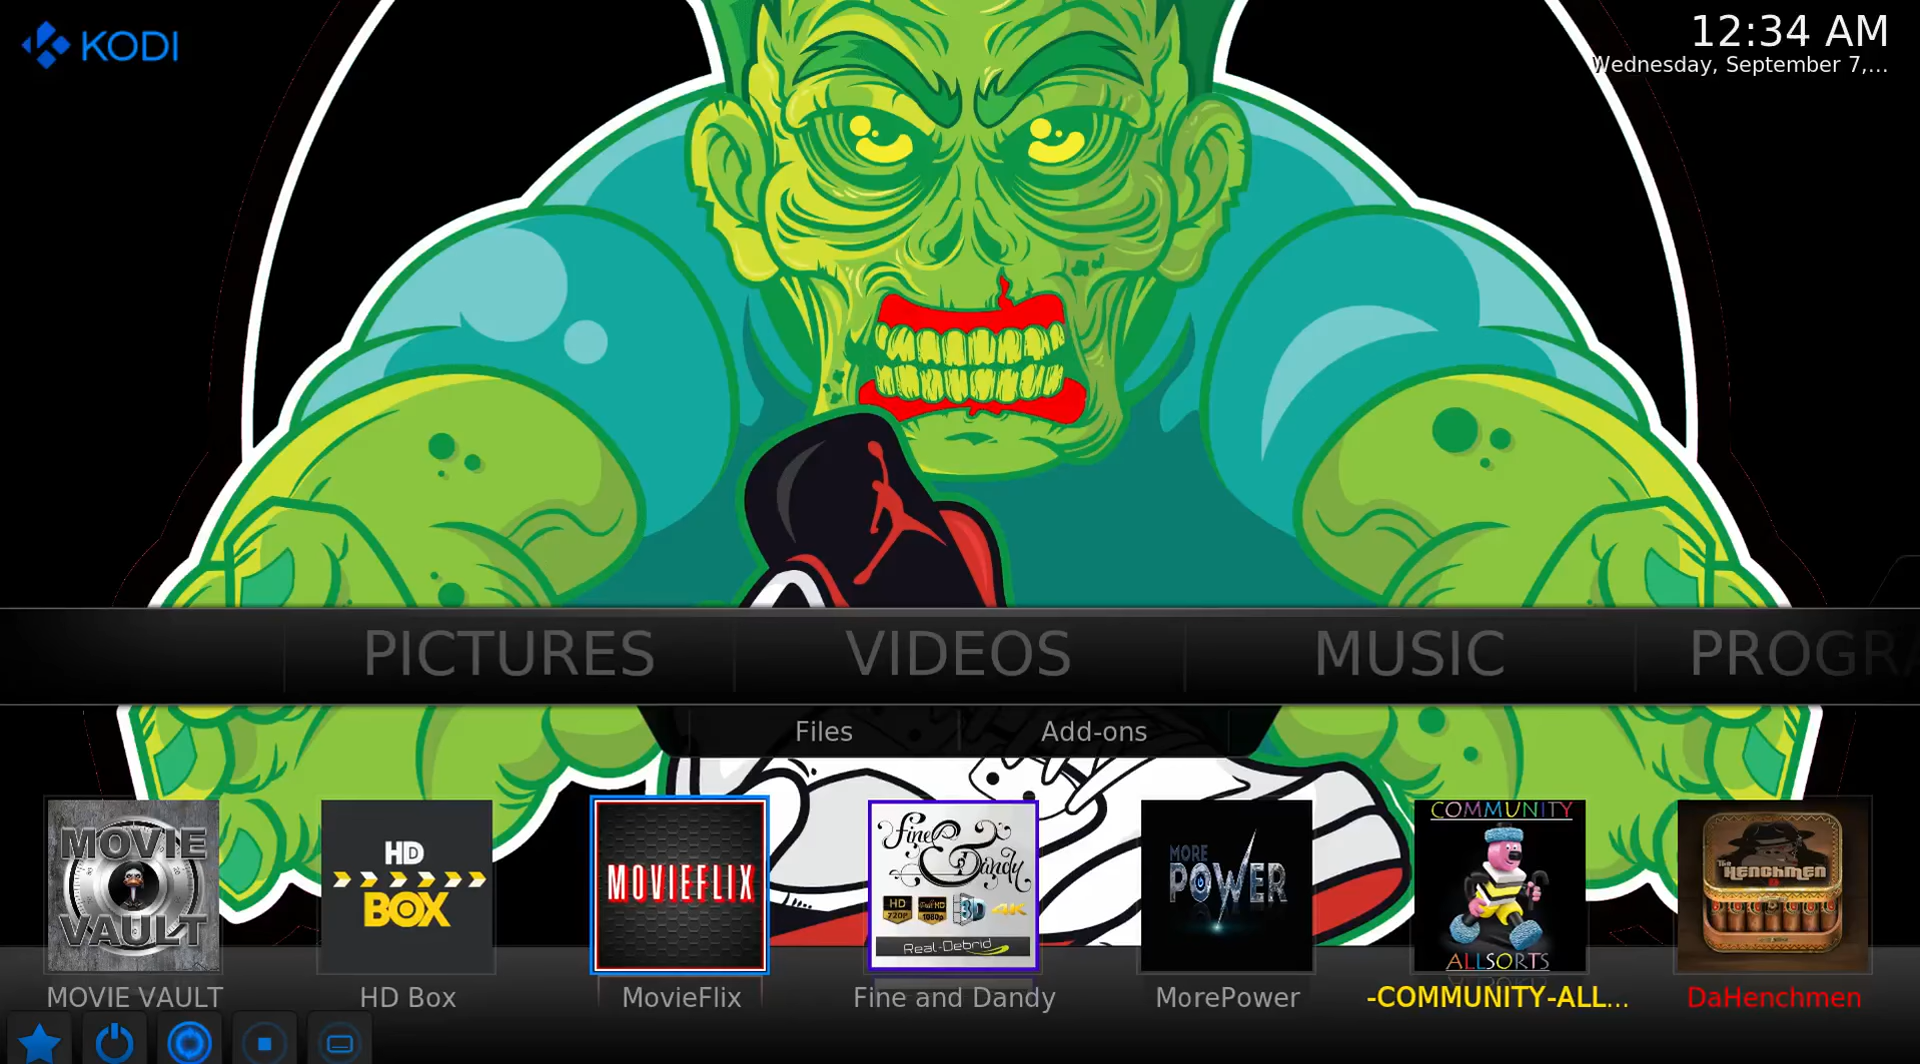 KODI
12:34 AM
Wednesday, September 7,...
PICTURES
VIDEOS
MUSIC
PROGRA
Files
Add-ons
MOVIE
VAULT
HD
BOX
MOVIEFLIX
Fine & Dandy
HD
720p
Full HD
1080p
3D
4K
Real-Debrid
MORE
POWER
COMMUNITY
ALLSORTS
The
HENCHMEN
MOVIE VAULT
HD Box
MovieFlix
Fine and Dandy
MorePower
-COMMUNITY-ALL...
DaHenchmen